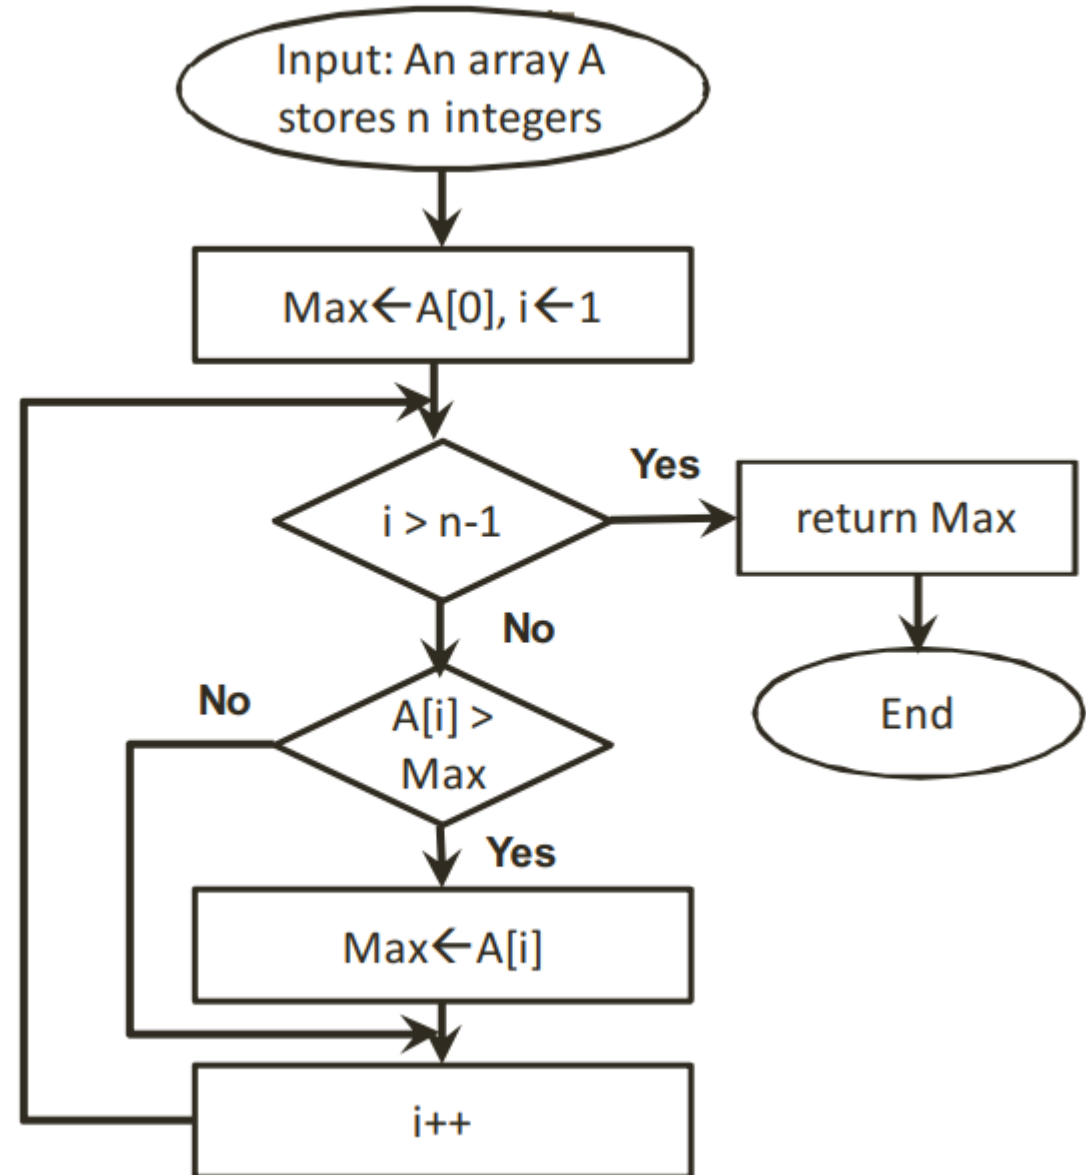 Input: An array A
stores n integers
Max←A[0], i←1
i > n-1
Yes
return Max
No
End
No
A[i] >
Max
Yes
Max←A[i]
i++